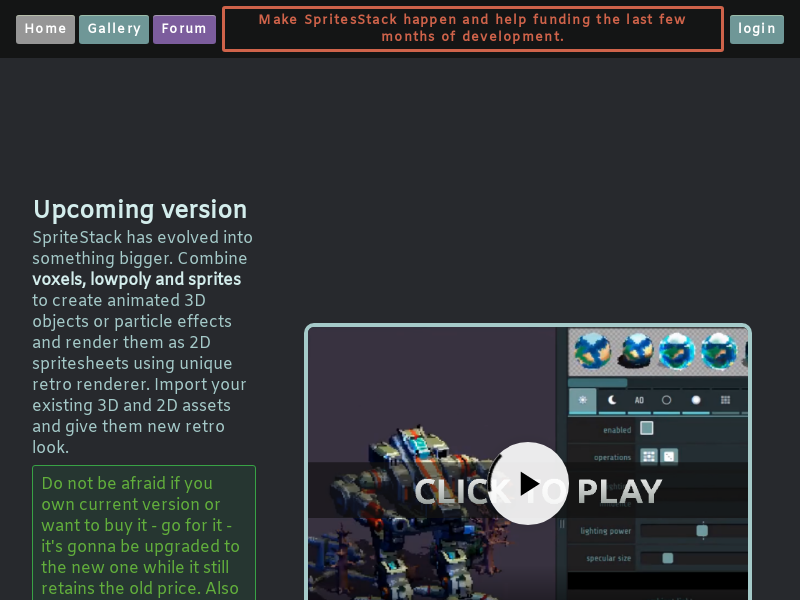 Home
Gallery
Forum
Make SpritesStack happen and help funding the last few
months of development.
login
Upcoming version
SpriteStack has evolved into
something bigger. Combine
voxels, lowpoly and sprites
to create animated 3D
objects or particle effects
and render them as 2D
spritesheets using unique
retro renderer. Import your
existing 3D and 2D assets
and give them new retro
look.
Do not be afraid if you
own current version or
want to buy it - go for it -
it's gonna be upgraded to
the new one while it still
retains the old price. Also
AO
enabled
operations
CLICK TO PLAY
lighting power
specular size